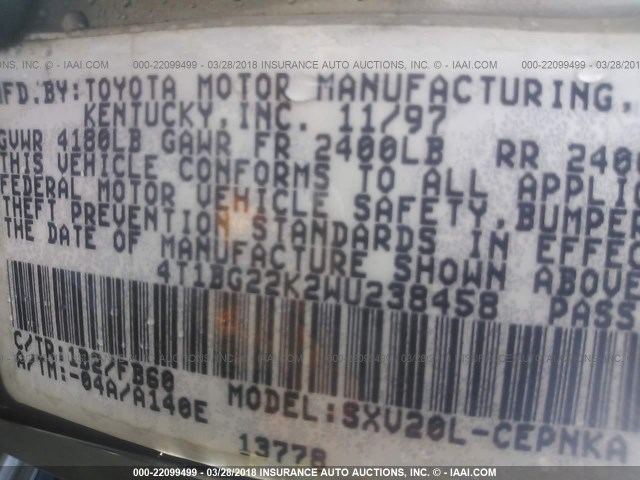 000-22099499 - 03/28/2018 INSURANCE AUTO AUCTIONS, INC. © - IAAI.COM
MFD.BY:TOYOTA MOTOR MANUFACTURING,
KENTUCKY,INC. 11/97
GVWR 4180LB GAWR FR 2400LB RR 240
THIS VEHICLE CONFORMS TO ALL APPLI
FEDERAL MOTOR VEHICLE SAFETY,BUMPER
THEFT PREVENTION STANDARDS IN EFFEC
THE DATE OF MANUFACTURE SHOWN ABOVE
4T1BG22K2WU238458 PASS
C/TR:1B2/FB60
A/TM:-04A/A140E
MODEL:SXV20L-CEPNKA
13778
000-22099499 - 03/28/2018 INSURANCE AUTO AUCTIONS, INC. © - IAAI.COM